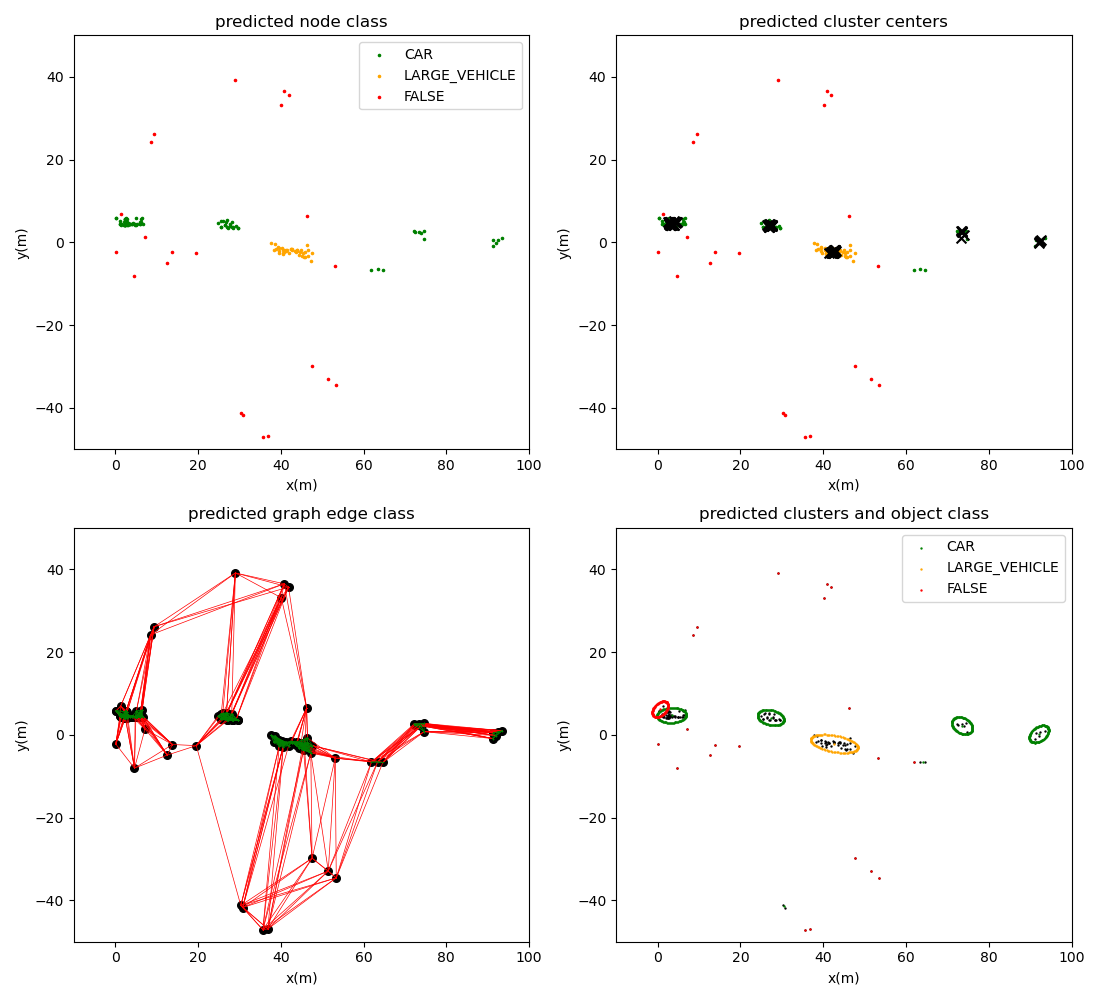 predicted node class
CAR
LARGE_VEHICLE
FALSE
40
20
0
−20
−40
y(m)
0 20 40 60 80 100
x(m)
predicted cluster centers
40
20
0
−20
−40
y(m)
0 20 40 60 80 100
x(m)
predicted graph edge class
40
20
0
−20
−40
y(m)
0 20 40 60 80 100
x(m)
predicted clusters and object class
CAR
LARGE_VEHICLE
FALSE
40
20
0
−20
−40
y(m)
0 20 40 60 80 100
x(m)